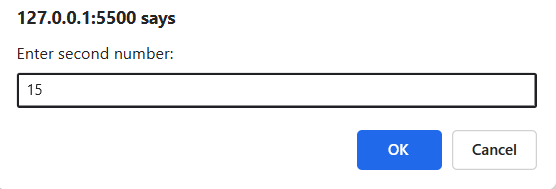 127.0.0.1:5500 says
Enter second number:
15
OK
Cancel